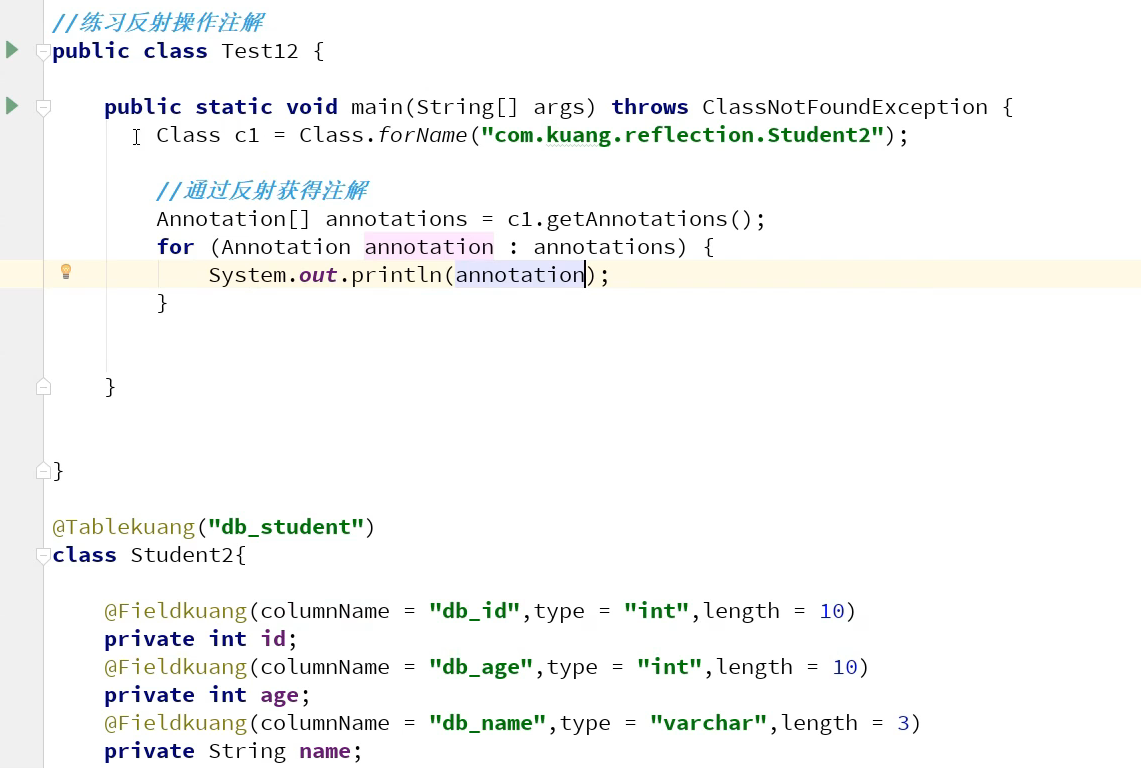 //练习反射操作注解
public class Test12 {
public static void main(String[] args) throws ClassNotFoundException {
Class c1 = Class.forName("com.kuang.reflection.Student2");
//通过反射获得注解
Annotation[] annotations = c1.getAnnotations();
for (Annotation annotation : annotations) {
System.out.println(annotation);
}
}
}
@Tablekuang("db_student")
class Student2{
@Fieldkuang(columnName = "db_id",type = "int",length = 10)
private int id;
@Fieldkuang(columnName = "db_age",type = "int",length = 10)
private int age;
@Fieldkuang(columnName = "db_name",type = "varchar",length = 3)
private String name;